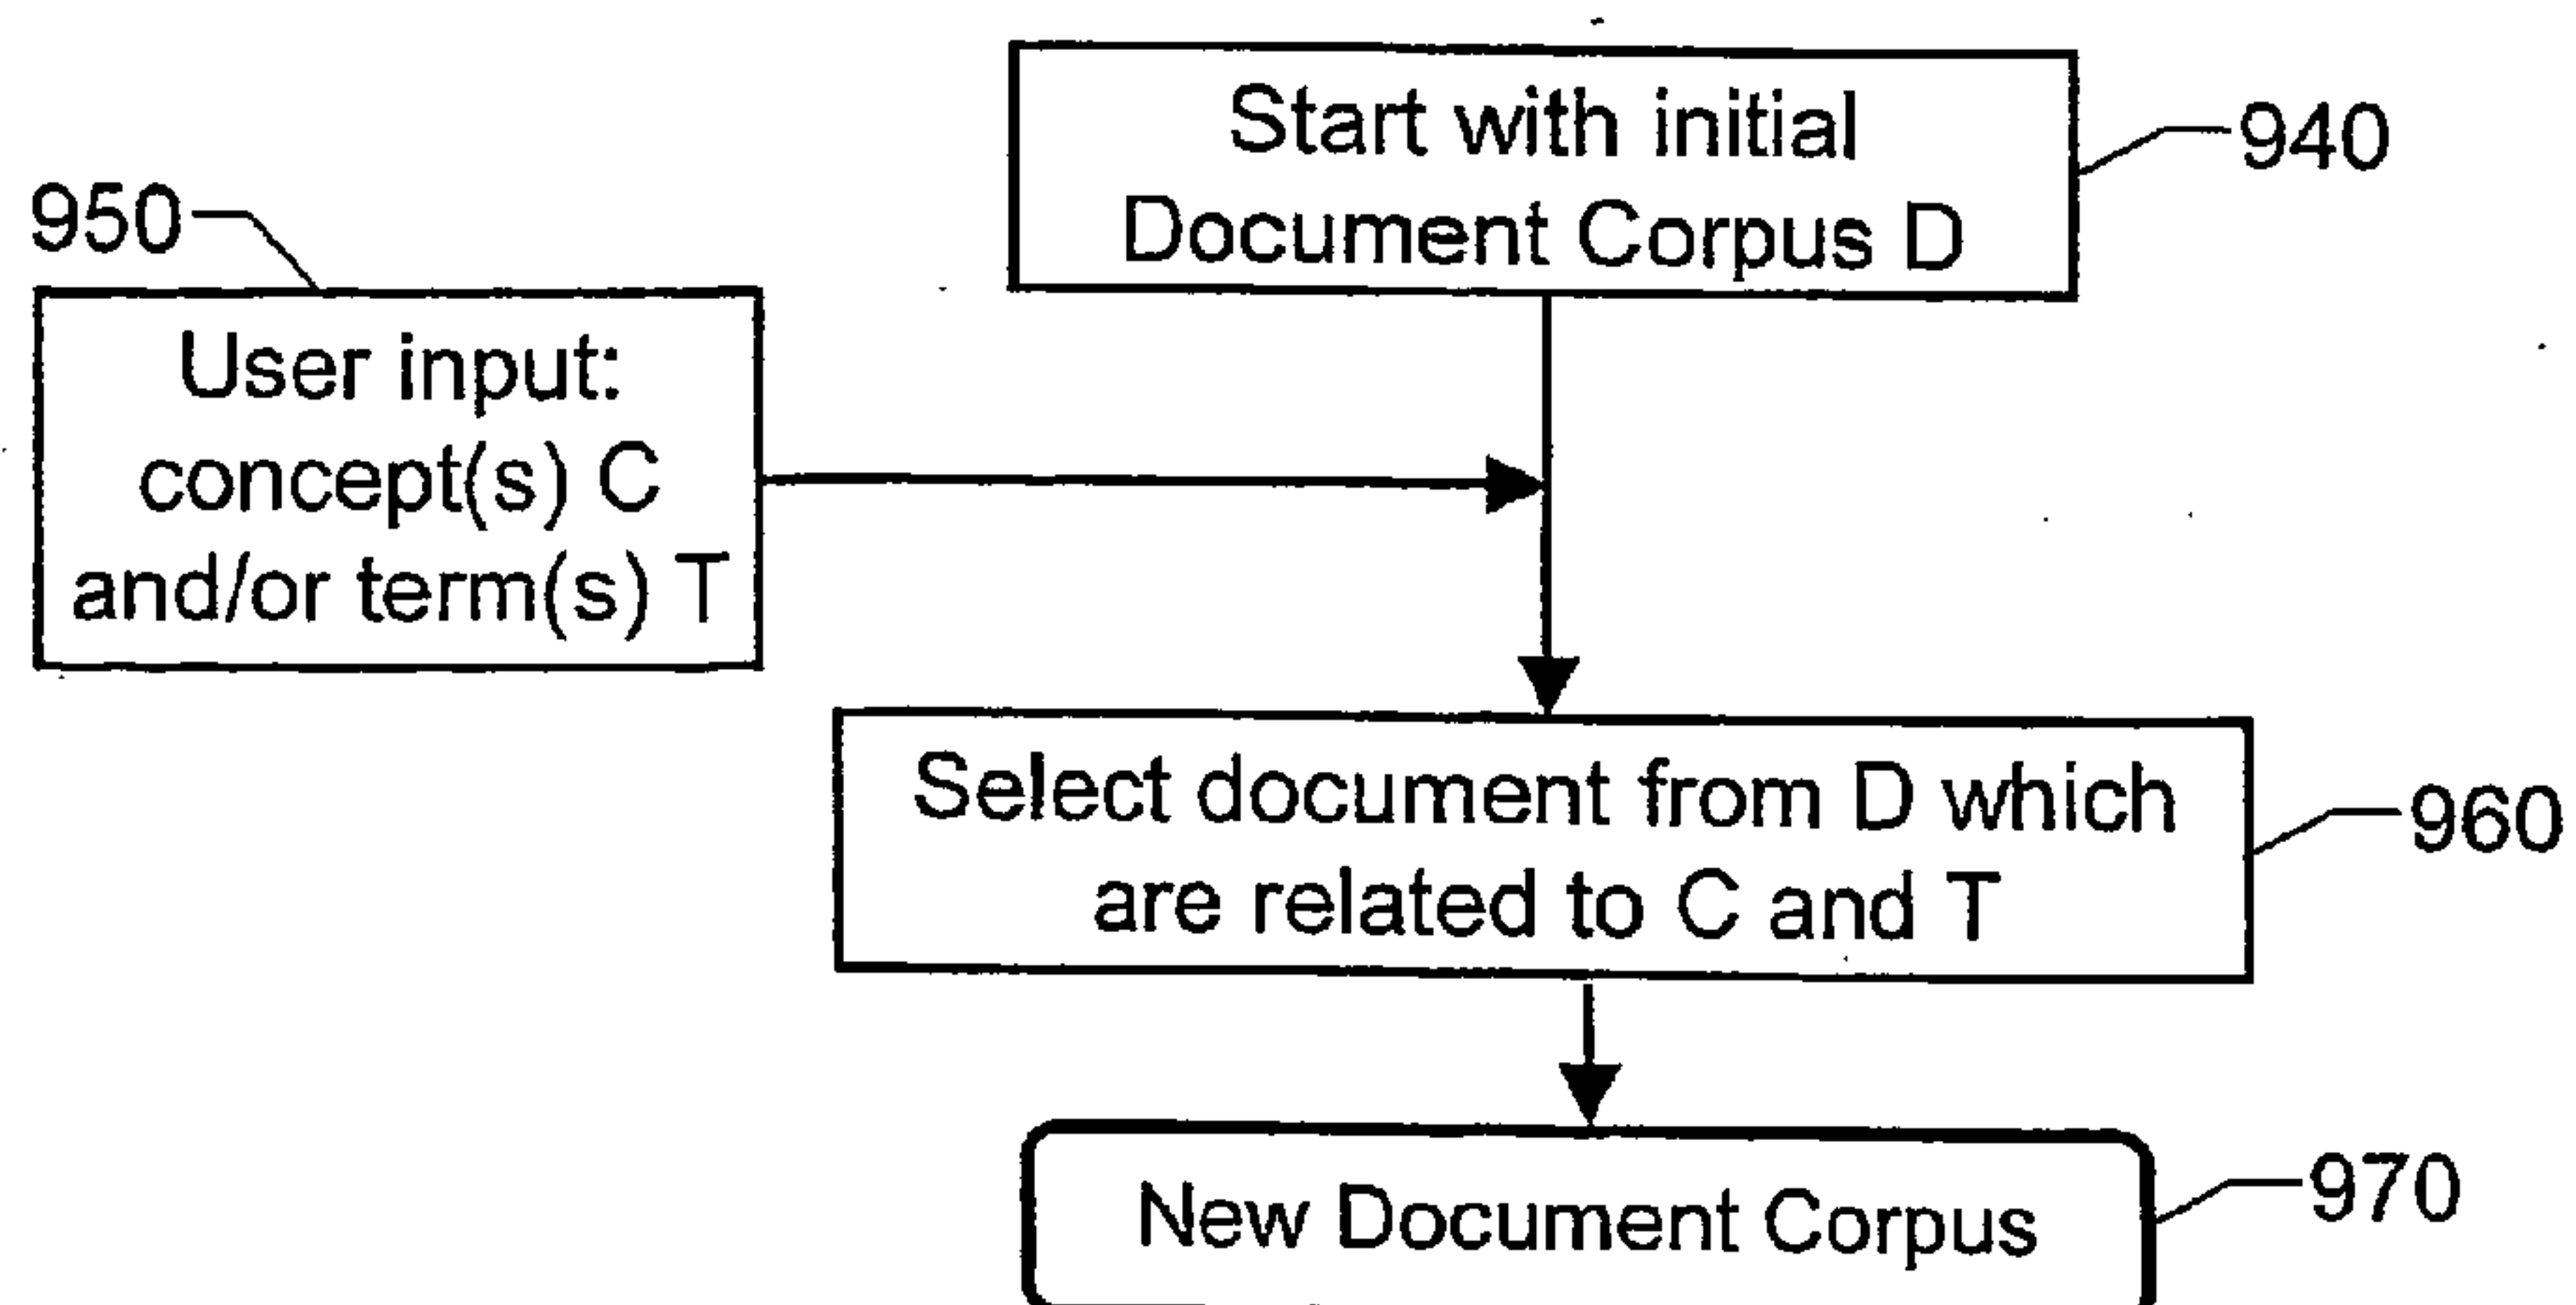 Start with initial
Document Corpus D
940
950
User input:
concept(s) C
and/or term(s) T
Select document from D which
are related to C and T
960
New Document Corpus
970